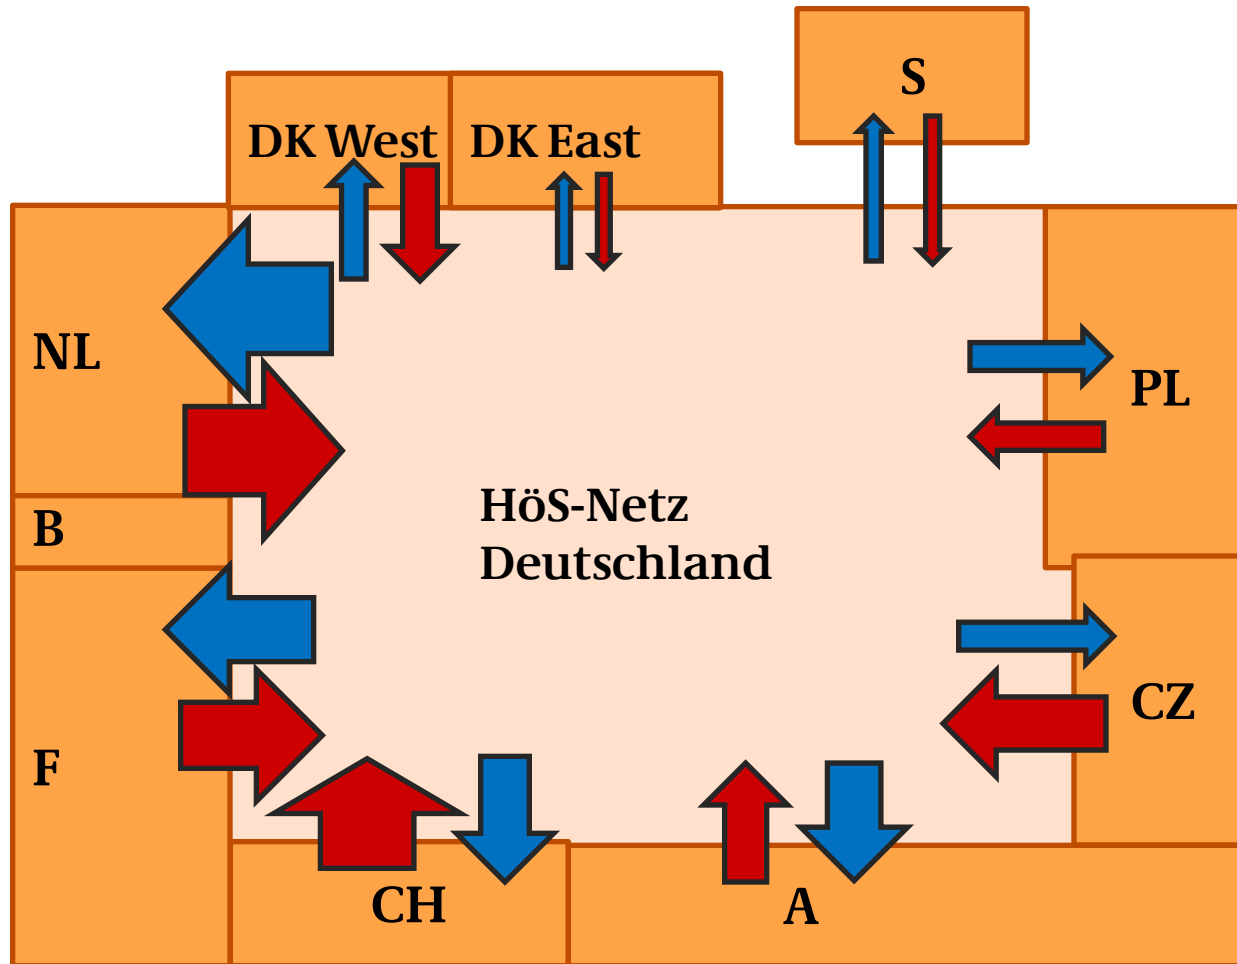 S
DK West
DK East
NL
PL
HöS-Netz
Deutschland
B
CZ
F
CH
A